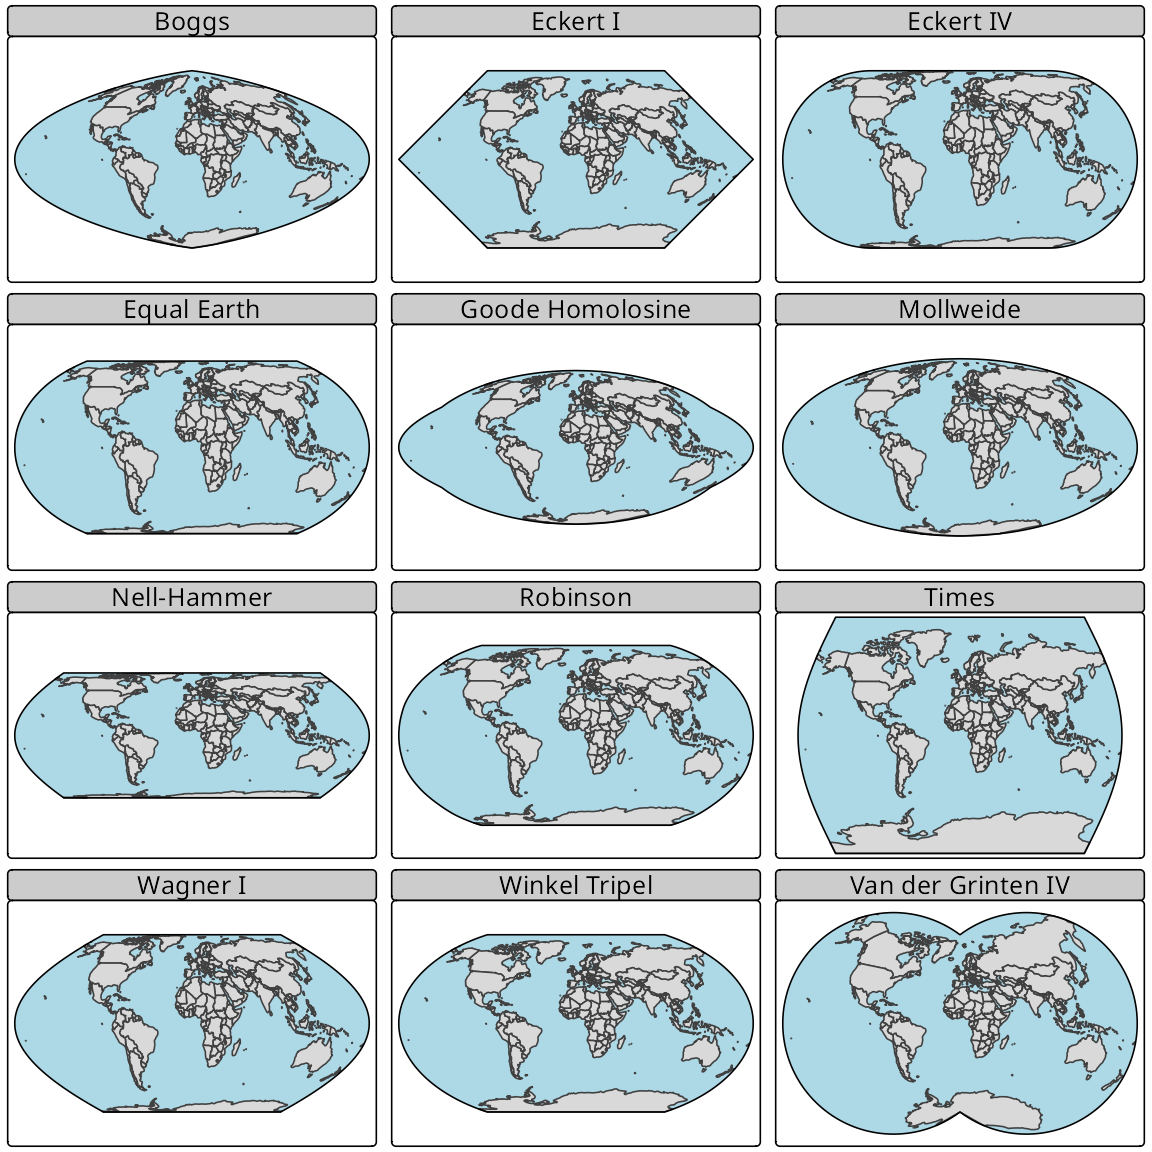 Boggs
Eckert I
Eckert IV
Equal Earth
Goode Homolosine
Mollweide
Nell-Hammer
Robinson
Times
Wagner I
Winkel Tripel
Van der Grinten IV